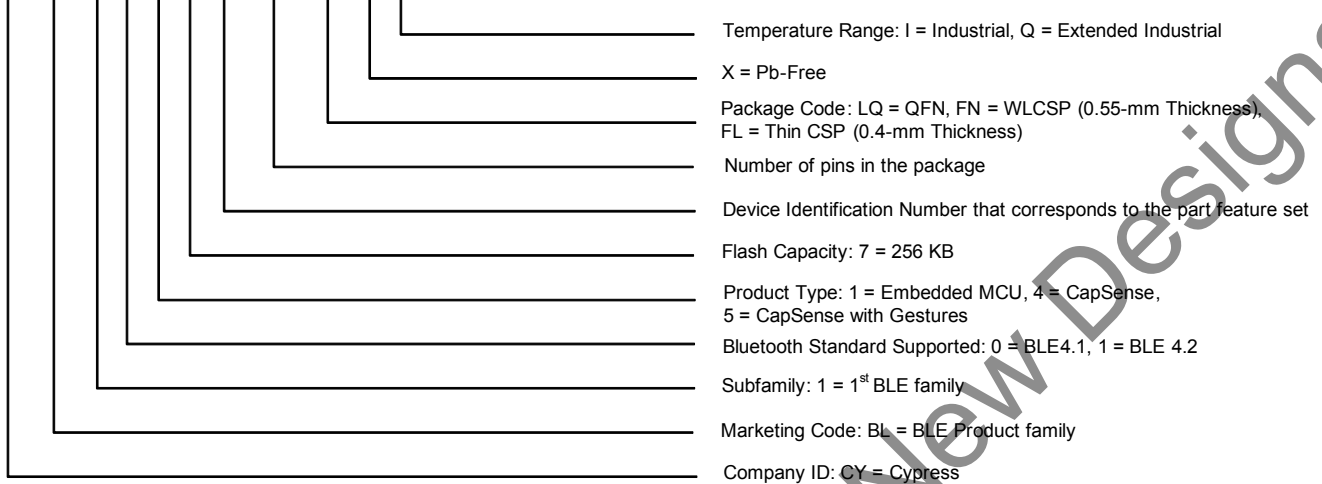 Temperature Range: I = Industrial, Q = Extended Industrial
X = Pb-Free
Package Code: LQ = QFN, FN = WLCSP (0.55-mm Thickness),
FL = Thin CSP (0.4-mm Thickness)
Number of pins in the package
Device Identification Number that corresponds to the part feature set
Flash Capacity: 7 = 256 KB
Product Type: 1 = Embedded MCU, 4 = CapSense,
5 = CapSense with Gestures
Bluetooth Standard Supported: 0 = BLE4.1, 1 = BLE 4.2
Subfamily: 1 = 1st BLE family
Marketing Code: BL = BLE Product family
Company ID: CY = Cypress
New Design